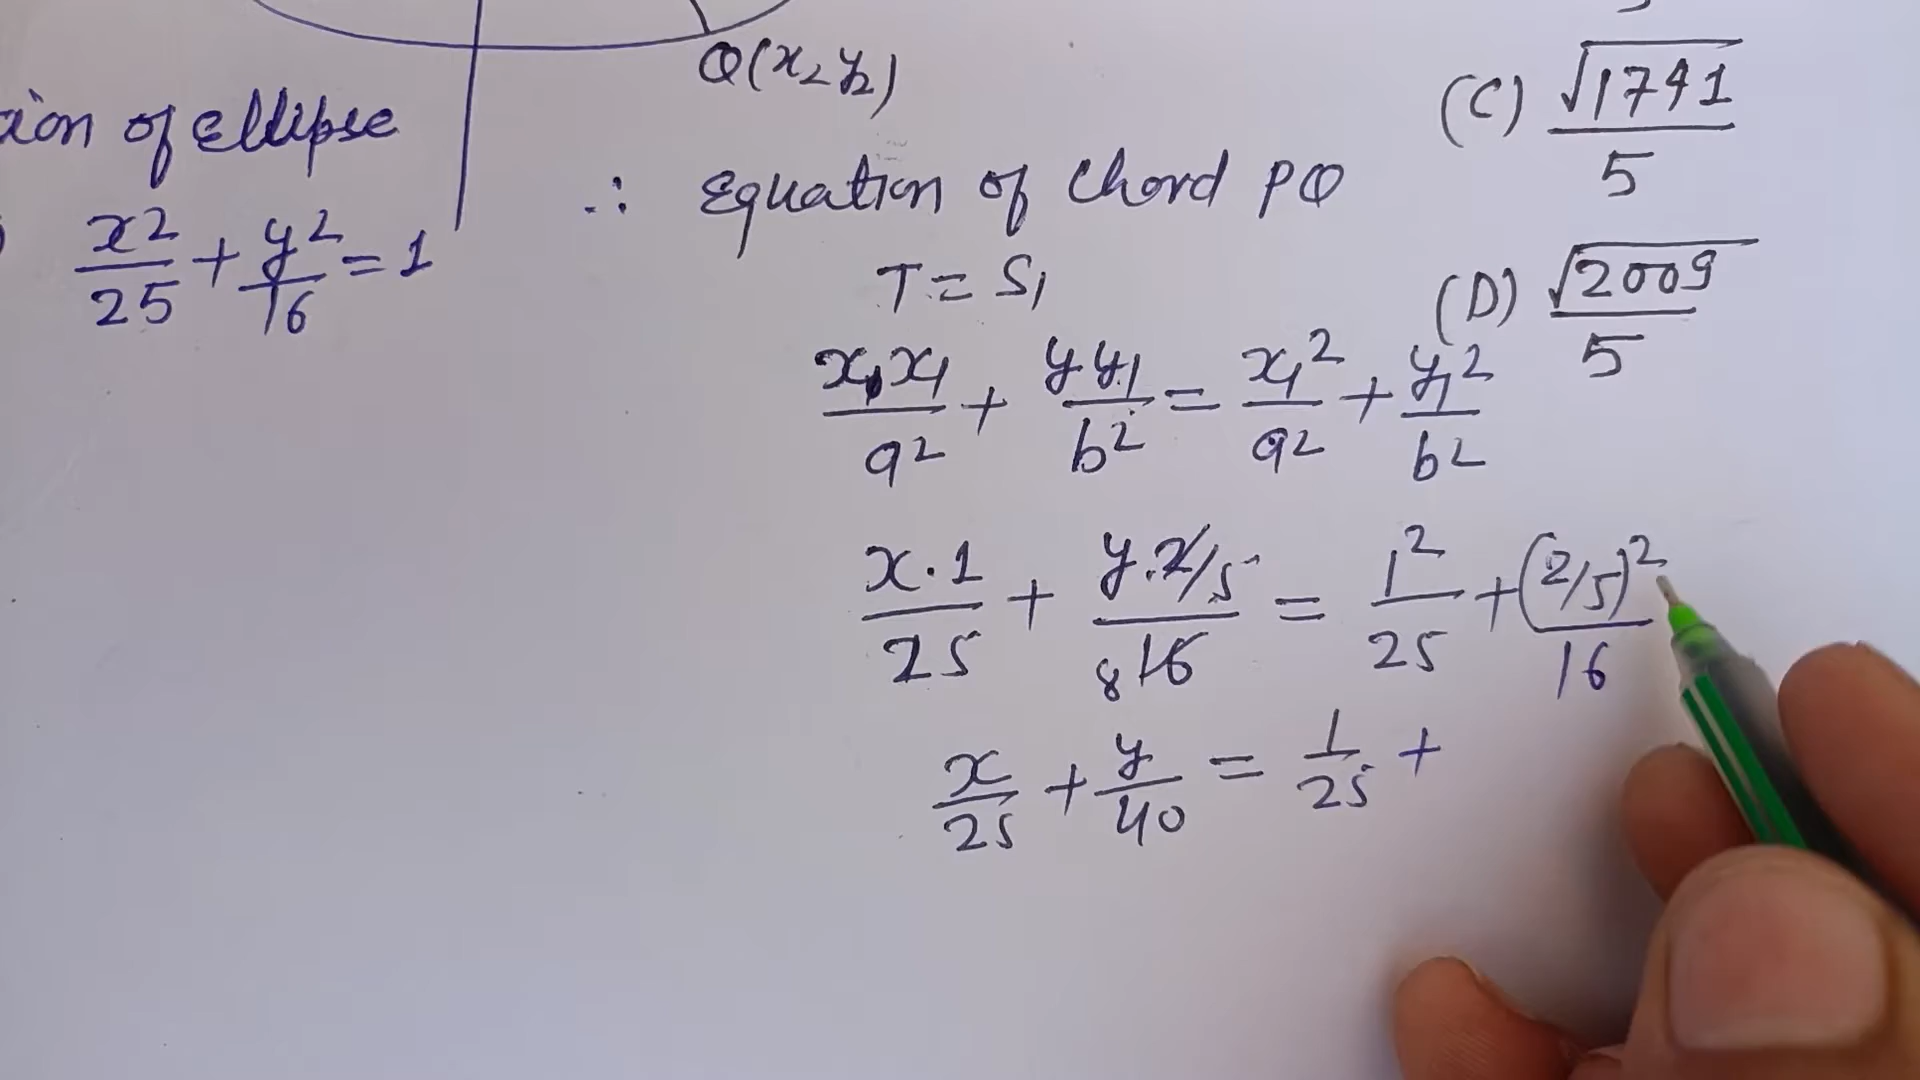 Q(x₂ y₂)
(C) √1741/5
of ellipse
∴ Equation of chord PQ
x²/25 + y²/16 = 1
T = S₁
(D) √2009/5
x x₁/a² + y y₁/b² = x₁²/a² + y₁²/b²
x·1/25 + y·2/5/16 = 1²/25 + (2/5)²/16
8
x/25 + y/40 = 1/25 +